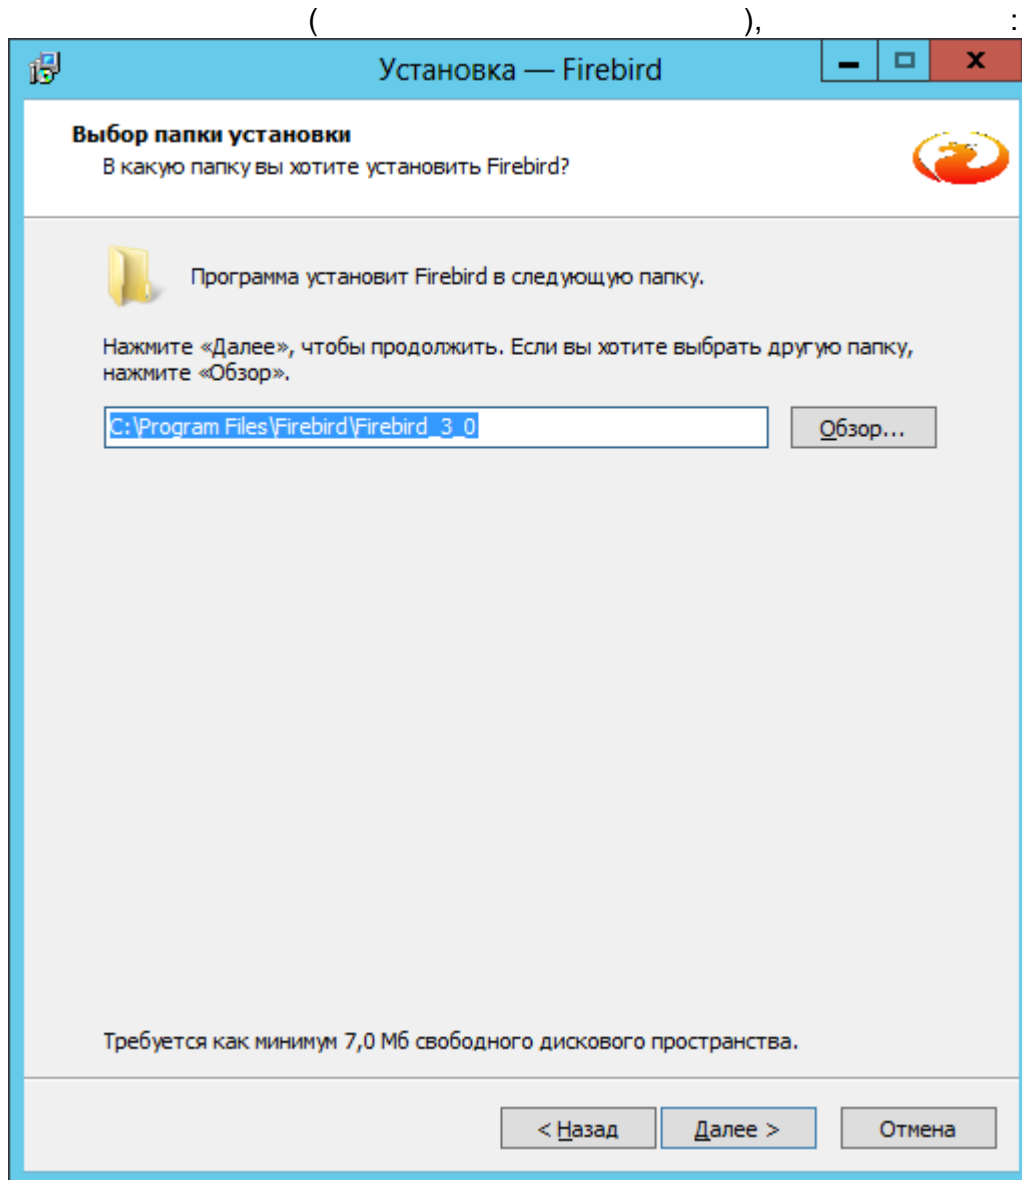 ( ), :
Установка — Firebird
Выбор папки установки
В какую папку вы хотите установить Firebird?
Программа установит Firebird в следующую папку.
Нажмите «Далее», чтобы продолжить. Если вы хотите выбрать другую папку,
нажмите «Обзор».
C:\Program Files\Firebird\Firebird_3_0
Обзор...
Требуется как минимум 7,0 Мб свободного дискового пространства.
< Назад
Далее >
Отмена